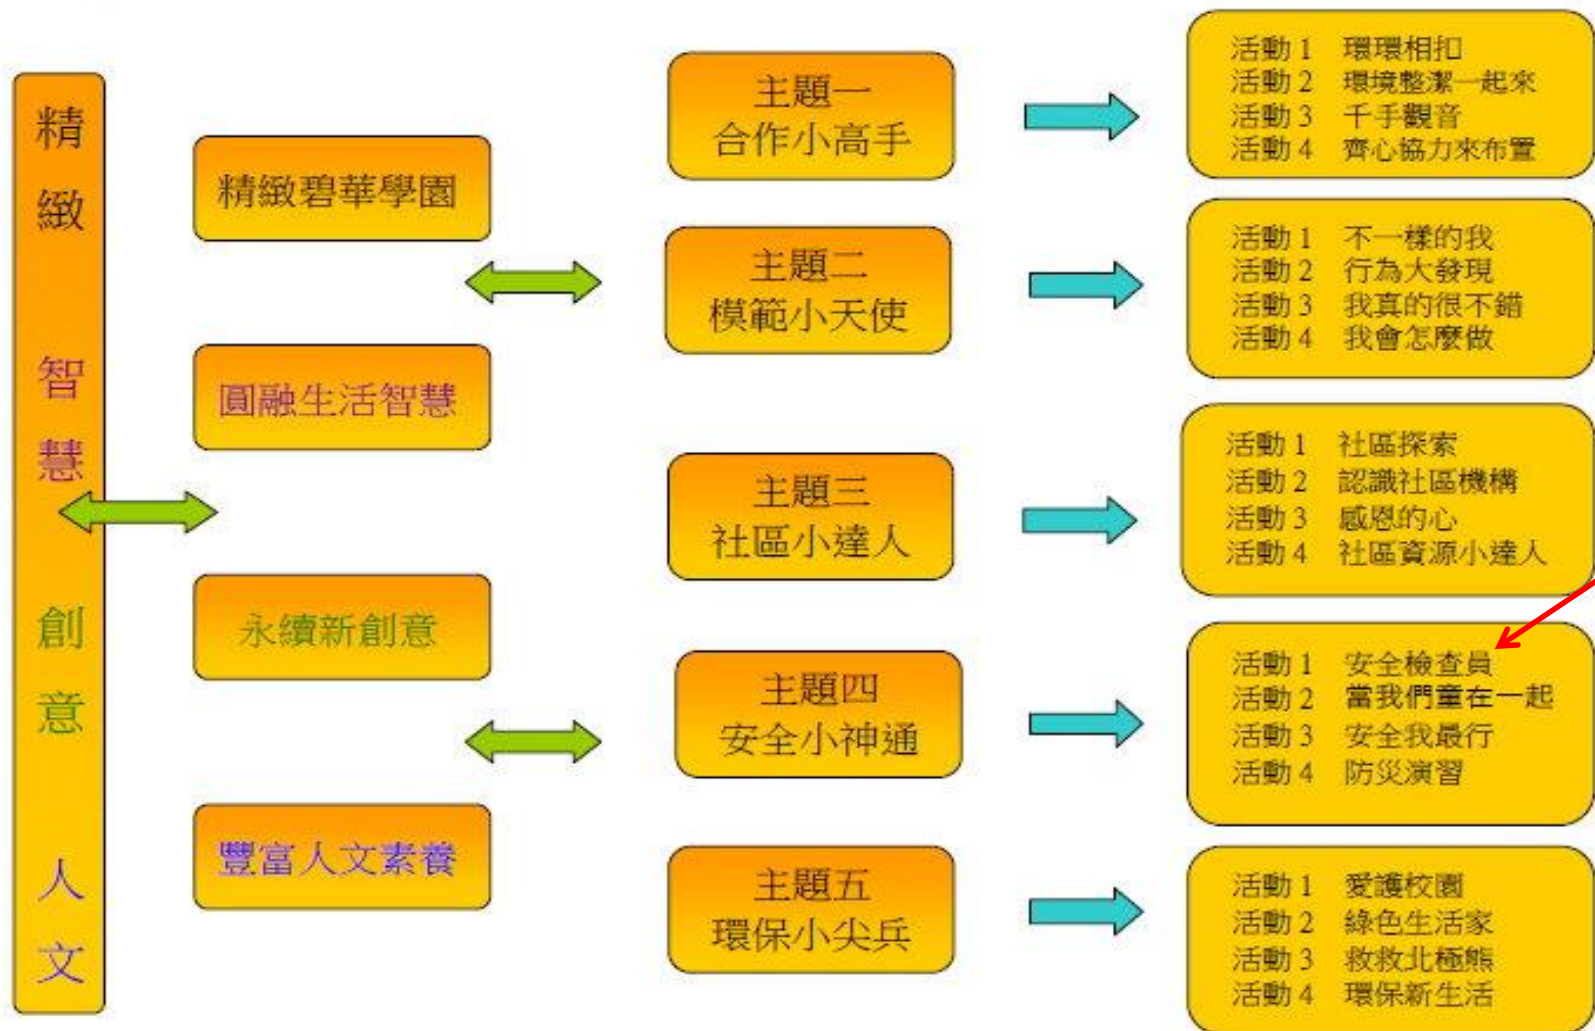 精緻 智慧 創意 人文
精緻碧華學園
圓融生活智慧
永續新創意
豐富人文素養
主題一
合作小高手
活動1 環環相扣
活動2 環境整潔一起來
活動3 千手觀音
活動4 齊心協力來布置
主題二
模範小天使
活動1 不一樣的我
活動2 行為大發現
活動3 我真的很不錯
活動4 我會怎麼做
主題三
社區小達人
活動1 社區探索
活動2 認識社區機構
活動3 感恩的心
活動4 社區資源小達人
主題四
安全小神通
活動1 安全檢查員
活動2 當我們童在一起
活動3 安全我最行
活動4 防災演習
主題五
環保小尖兵
活動1 愛護校園
活動2 綠色生活家
活動3 救救北極熊
活動4 環保新生活